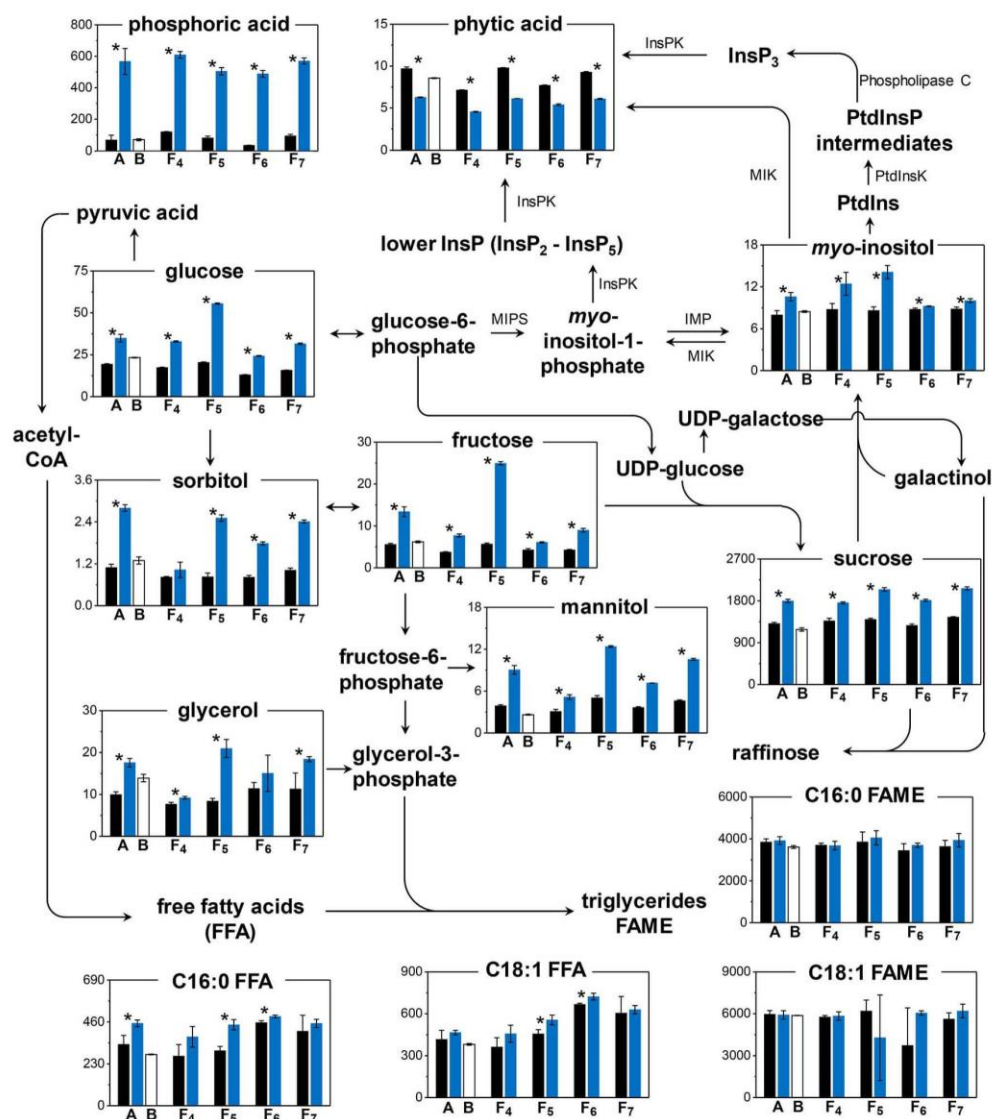 phosphoric acid
800
600
400
200
0
* * * * *
A B F4 F5 F6 F7
phytic acid
15
10
5
0
* * * * *
A B F4 F5 F6 F7
InsPK
InsP3
Phospholipase C
PtdInsP
intermediates
PtdInsK
MIK
PtdIns
pyruvic acid
InsPK
lower InsP (InsP2 - InsP5)
InsPK
glucose
75
50
25
0
* * * * *
A B F4 F5 F6 F7
glucose-6-
phosphate
MIPS
myo-
inositol-1-
phosphate
IMP
MIK
myo-inositol
18
12
6
0
* * * * *
A B F4 F5 F6 F7
acetyl-
CoA
sorbitol
3.6
2.4
1.2
0.0
* * * *
A B F4 F5 F6 F7
fructose
30
20
10
0
* * * * *
A B F4 F5 F6 F7
UDP-galactose
UDP-glucose
galactinol
sucrose
2700
1800
900
0
* * * * *
A B F4 F5 F6 F7
fructose-6-
phosphate
mannitol
18
12
6
0
* * * * *
A B F4 F5 F6 F7
glycerol
30
20
10
0
* * * *
A B F4 F5 F6 F7
glycerol-3-
phosphate
raffinose
C16:0 FAME
6000
4000
2000
0
A B F4 F5 F6 F7
free fatty acids
(FFA)
triglycerides
FAME
C16:0 FFA
690
460
230
0
* * *
A B F4 F5 F6 F7
C18:1 FFA
900
600
300
0
* *
A B F4 F5 F6 F7
C18:1 FAME
9000
6000
3000
0
A B F4 F5 F6 F7